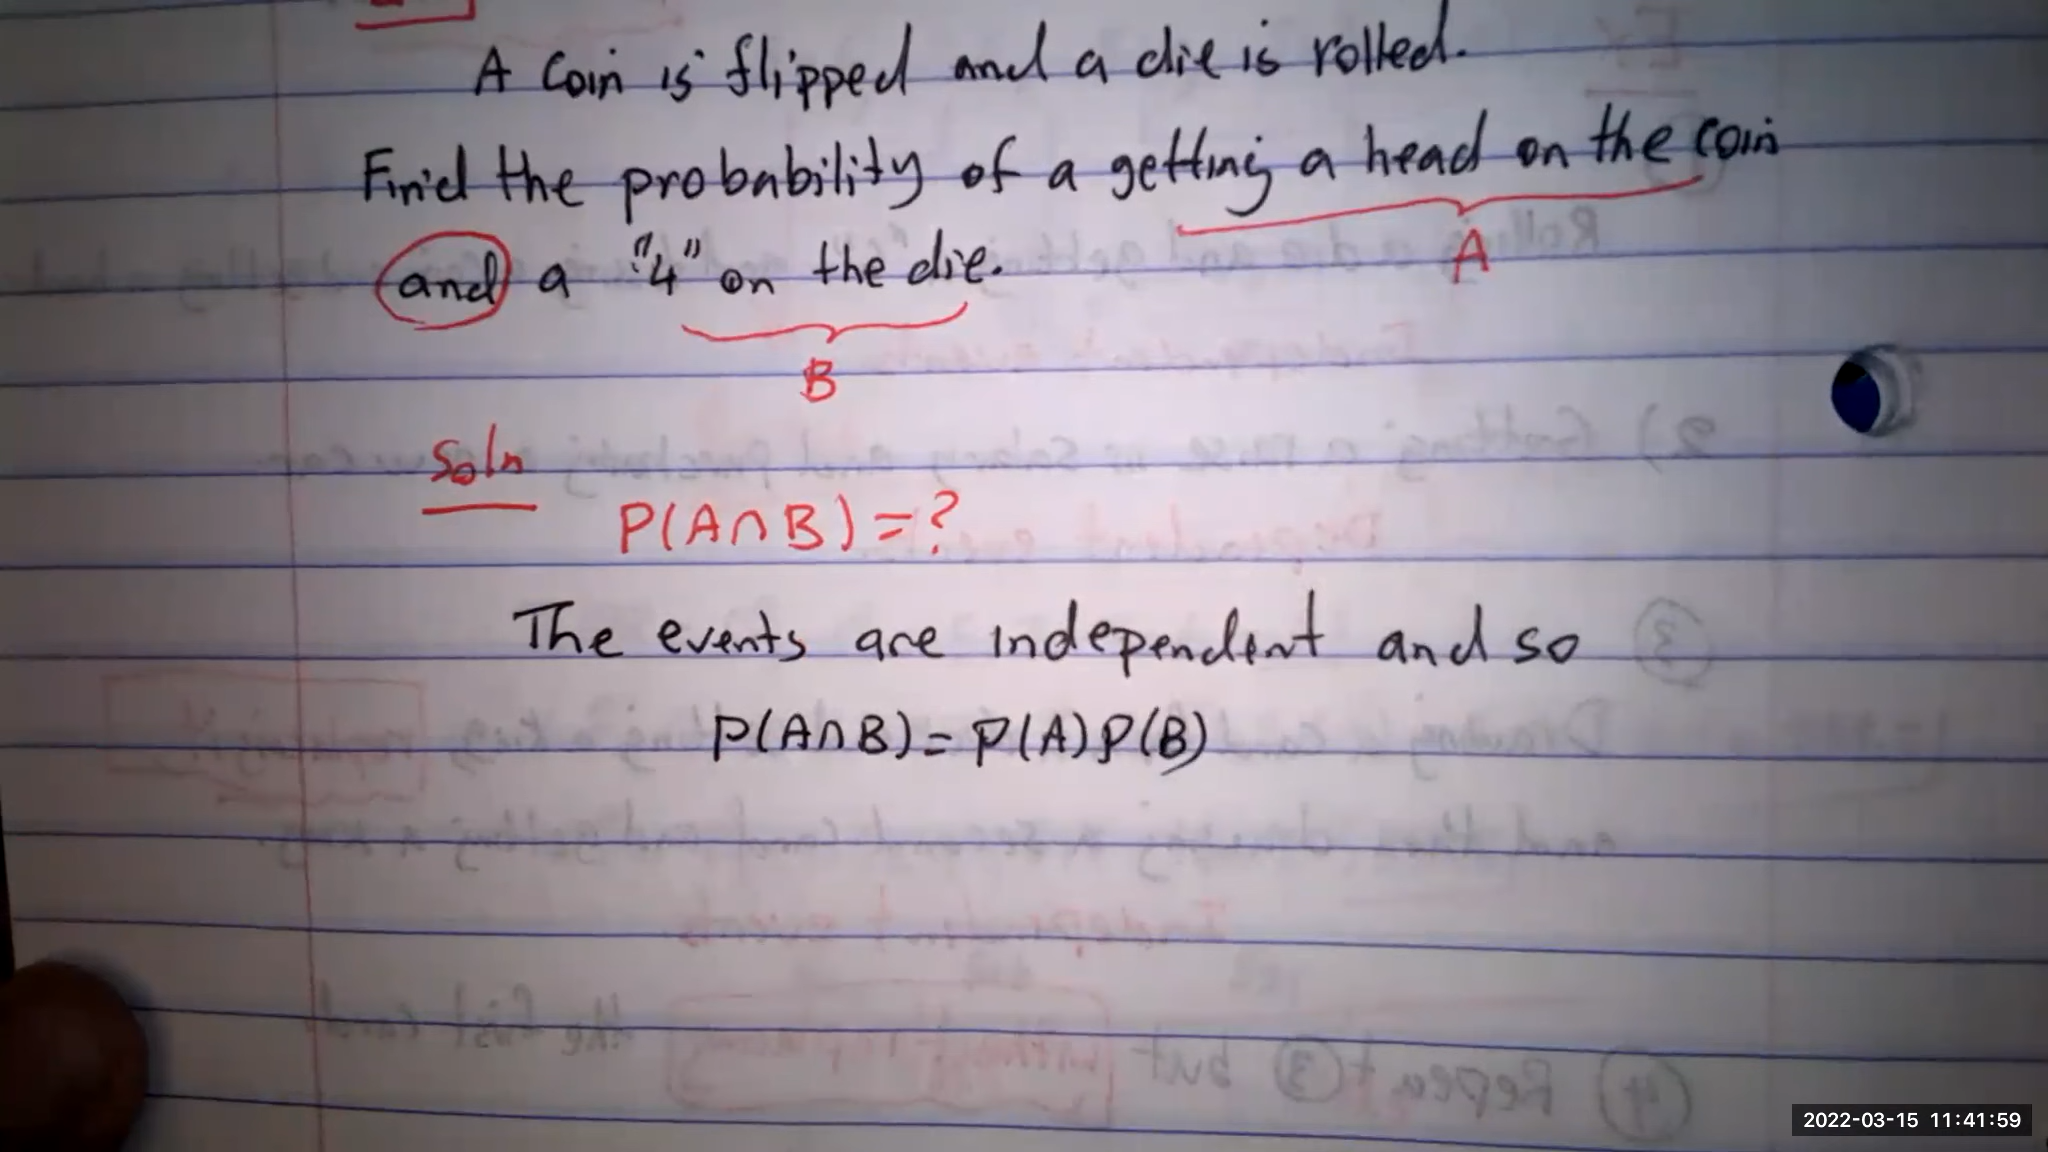 A coin is flipped and a die is rolled.
Find the probability of a getting a head on the coin
A
and a "4" on the die.
B
Soln
P(A∩B)=?
The events are independent and so
P(A∩B)=P(A)P(B)
2022-03-15 11:41:59